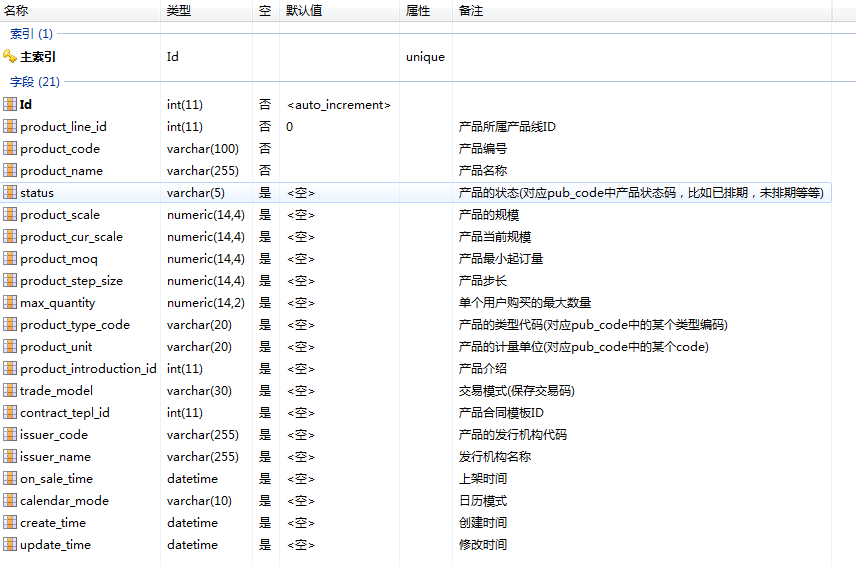 名称 类型 空 默认值 属性 备注
索引 (1)
主索引 Id unique
字段 (21)
Id int(11) 否 <auto_increment>
product_line_id int(11) 否 0 产品所属产品线ID
product_code varchar(100) 否 产品编号
product_name varchar(255) 否 产品名称
status varchar(5) 是 <空> 产品的状态(对应pub_code中产品状态码，比如已排期，未排期等等)
product_scale numeric(14,4) 是 <空> 产品的规模
product_cur_scale numeric(14,4) 是 <空> 产品当前规模
product_moq numeric(14,4) 是 <空> 产品最小起订量
product_step_size numeric(14,4) 是 <空> 产品步长
max_quantity numeric(14,2) 是 <空> 单个用户购买的最大数量
product_type_code varchar(20) 是 <空> 产品的类型代码(对应pub_code中的某个类型编码)
product_unit varchar(20) 是 <空> 产品的计量单位(对应pub_code中的某个code)
product_introduction_id int(11) 是 <空> 产品介绍
trade_model varchar(30) 是 <空> 交易模式(保存交易码)
contract_tepl_id int(11) 是 <空> 产品合同模板ID
issuer_code varchar(255) 是 <空> 产品的发行机构代码
issuer_name varchar(255) 是 <空> 发行机构名称
on_sale_time datetime 是 <空> 上架时间
calendar_mode varchar(10) 是 <空> 日历模式
create_time datetime 是 <空> 创建时间
update_time datetime 是 <空> 修改时间